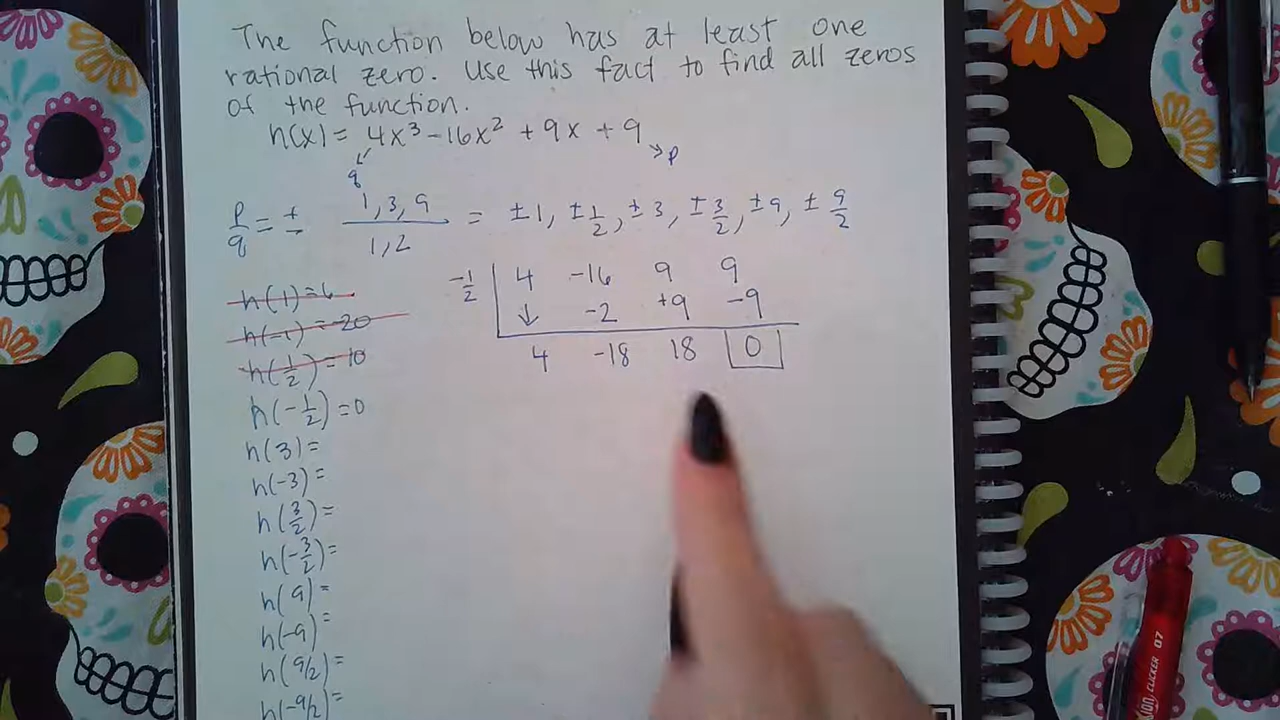 The function below has at least one
rational zero. Use this fact to find all zeros
of the function.
h(x) = 4x³ - 16x² + 9x + 9
q
p
p/q = ± 1, 3, 9 / 1, 2 = ±1, ±1/2, ±3, ±3/2, ±9, ±9/2
h(1) = 6
h(-1) = -20
h(1/2) = 10
h(-1/2) = 0
h(3) =
h(-3) =
h(3/2) =
h(-3/2) =
h(9) =
h(-9) =
h(9/2) =
h(-9/2) =
-1/2 | 4 -16 9 9
↓ -2 +9 -9
4 -18 18 0
CLICKER 07